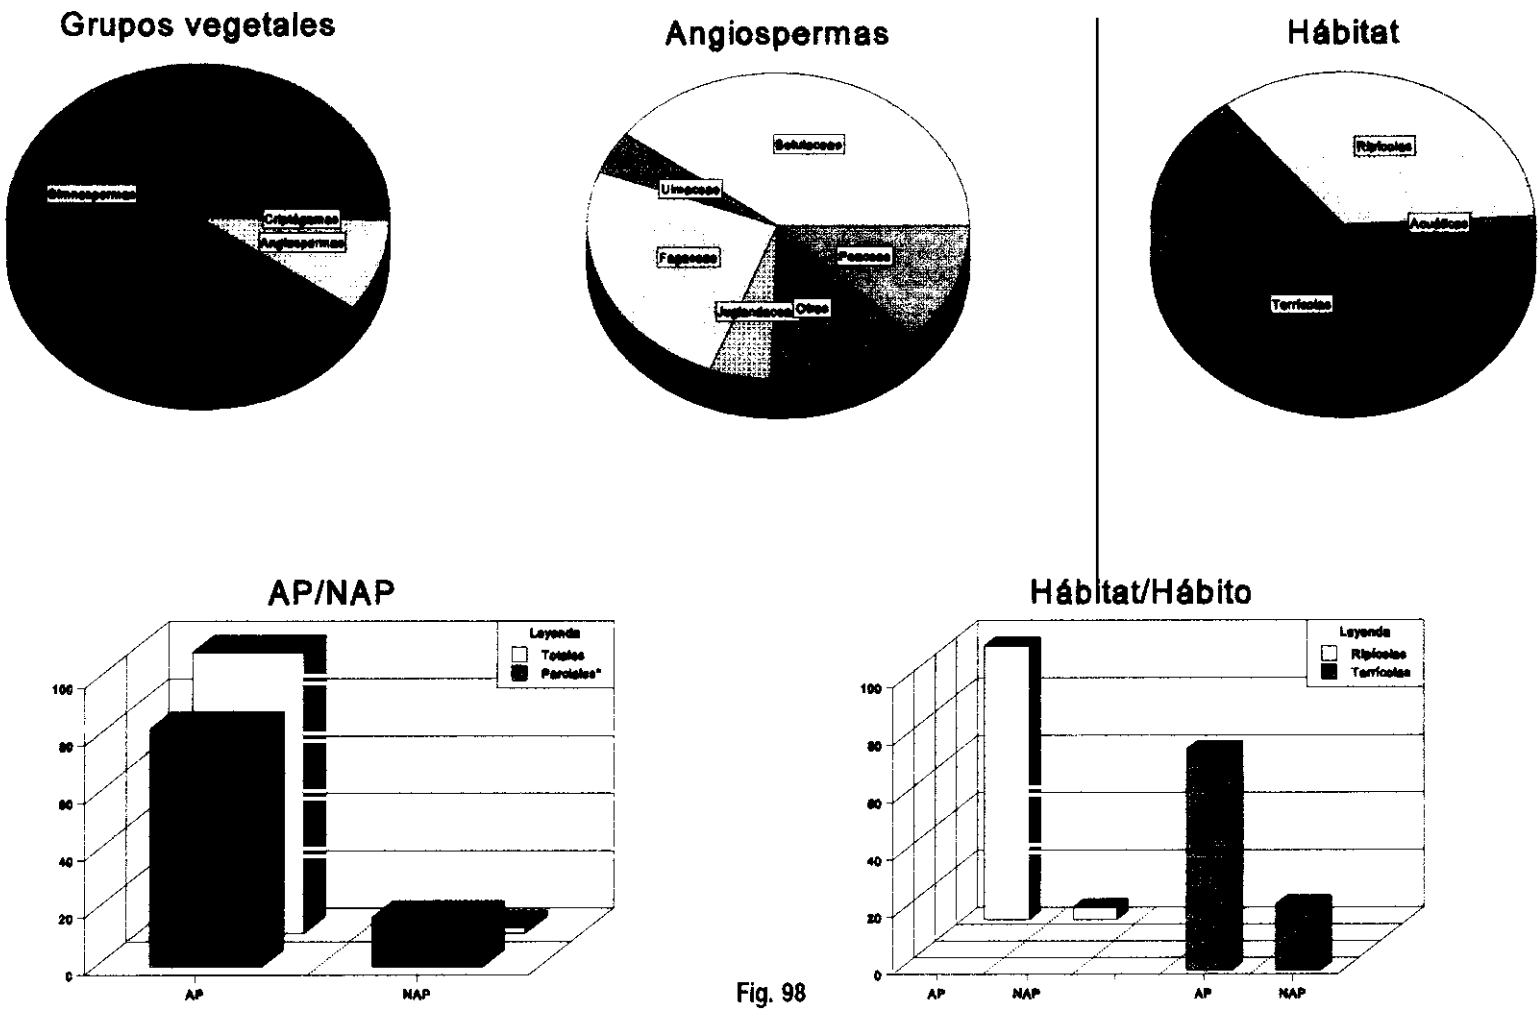 Grupos vegetales
Gimnospermas
Criptógamas
Angiospermas
Angiospermas
Betulaceae
Ulmaceae
Fagaceae
Poaceae
Juglandaceae
Otras
Hábitat
Ripícolas
Acuáticas
Terrícolas
AP/NAP
Leyenda
Totales
Parciales*
100
80
60
40
20
0
AP
NAP
Hábitat/Hábito
Leyenda
Ripícolas
Terrícolas
100
80
60
40
20
0
AP
NAP
AP
NAP
Fig. 98